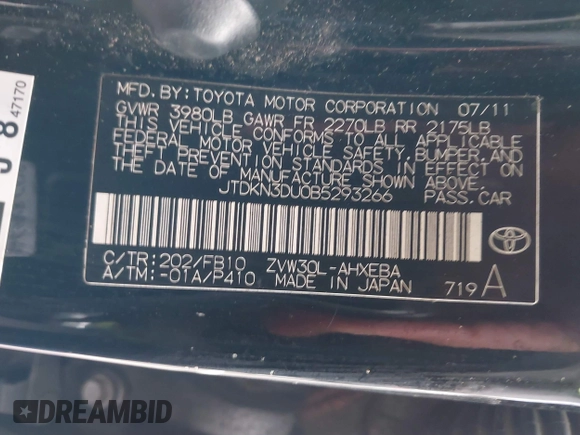 MFD. BY: TOYOTA MOTOR CORPORATION 07/11
GVWR 3980LB GAWR FR 2270LB RR 2175LB
THIS VEHICLE CONFORMS TO ALL APPLICABLE
FEDERAL MOTOR VEHICLE SAFETY, BUMPER, AND
THEFT PREVENTION STANDARDS IN EFFECT ON
THE DATE OF MANUFACTURE SHOWN ABOVE.
JTDKN3DU0B5293266 PASS.CAR
C/TR: 202/FB10 ZVW30L-AHXEBA
A/TM: -01A/P410 MADE IN JAPAN 719 A
47170
DREAMBID